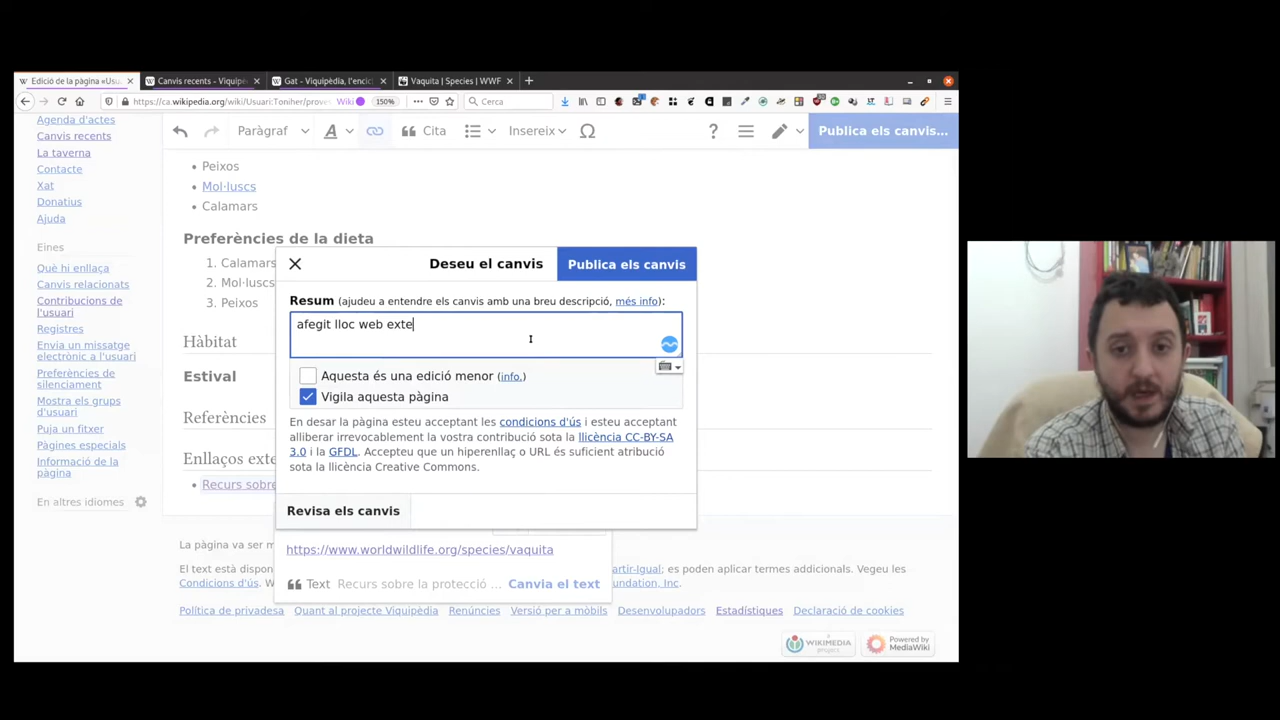 Edició de la pàgina «Usu
Canvis recents - Viquipè
Gat - Viquipèdia, l'encic
Vaquita | Species | WWF
https://ca.wikipedia.org/wiki/Usuari:Toniher/prove
Wiki
150%
Cerca
Agenda d'actes
Canvis recents
La taverna
Contacte
Xat
Donatius
Ajuda
Eines
Què hi enllaça
Canvis relacionats
Contribucions de
l'usuari
Registres
Envia un missatge
electrònic a l'usuari
Preferències de
silenciament
Mostra els grups
d'usuari
Puja un fitxer
Pàgines especials
Informació de la
pàgina
En altres idiomes
Paràgraf
A
Cita
Insereix
Ω
?
Publica els canvis…
• Peixos
• Mol·luscs
• Calamars
Preferències de la dieta
1. Calamars
2. Mol·luscs
3. Peixos
Hàbitat
Estival
Referències
Enllaços exte
• Recurs sobre
Deseu el canvis
Publica els canvis
Resum (ajudeu a entendre els canvis amb una breu descripció, més info):
afegit lloc web exte
Aquesta és una edició menor (info.)
Vigila aquesta pàgina
En desar la pàgina esteu acceptant les condicions d'ús i esteu acceptant
alliberar irrevocablement la vostra contribució sota la llicència CC-BY-SA
3.0 i la GFDL. Accepteu que un hiperenllaç o URL és suficient atribució
sota la llicència Creative Commons.
Revisa els canvis
https://www.worldwildlife.org/species/vaquita
Text Recurs sobre la protecció … Canvia el text
La pàgina va ser m
El text està dispon
artir-Igual; es poden aplicar termes addicionals. Vegeu les
Condicions d'ús. W
undation, Inc.
Política de privadesa
Quant al projecte Viquipèdia
Renúncies
Versió per a mòbils
Desenvolupadors
Estadístiques
Declaració de cookies
WIKIMEDIA
project
Powered by
MediaWiki